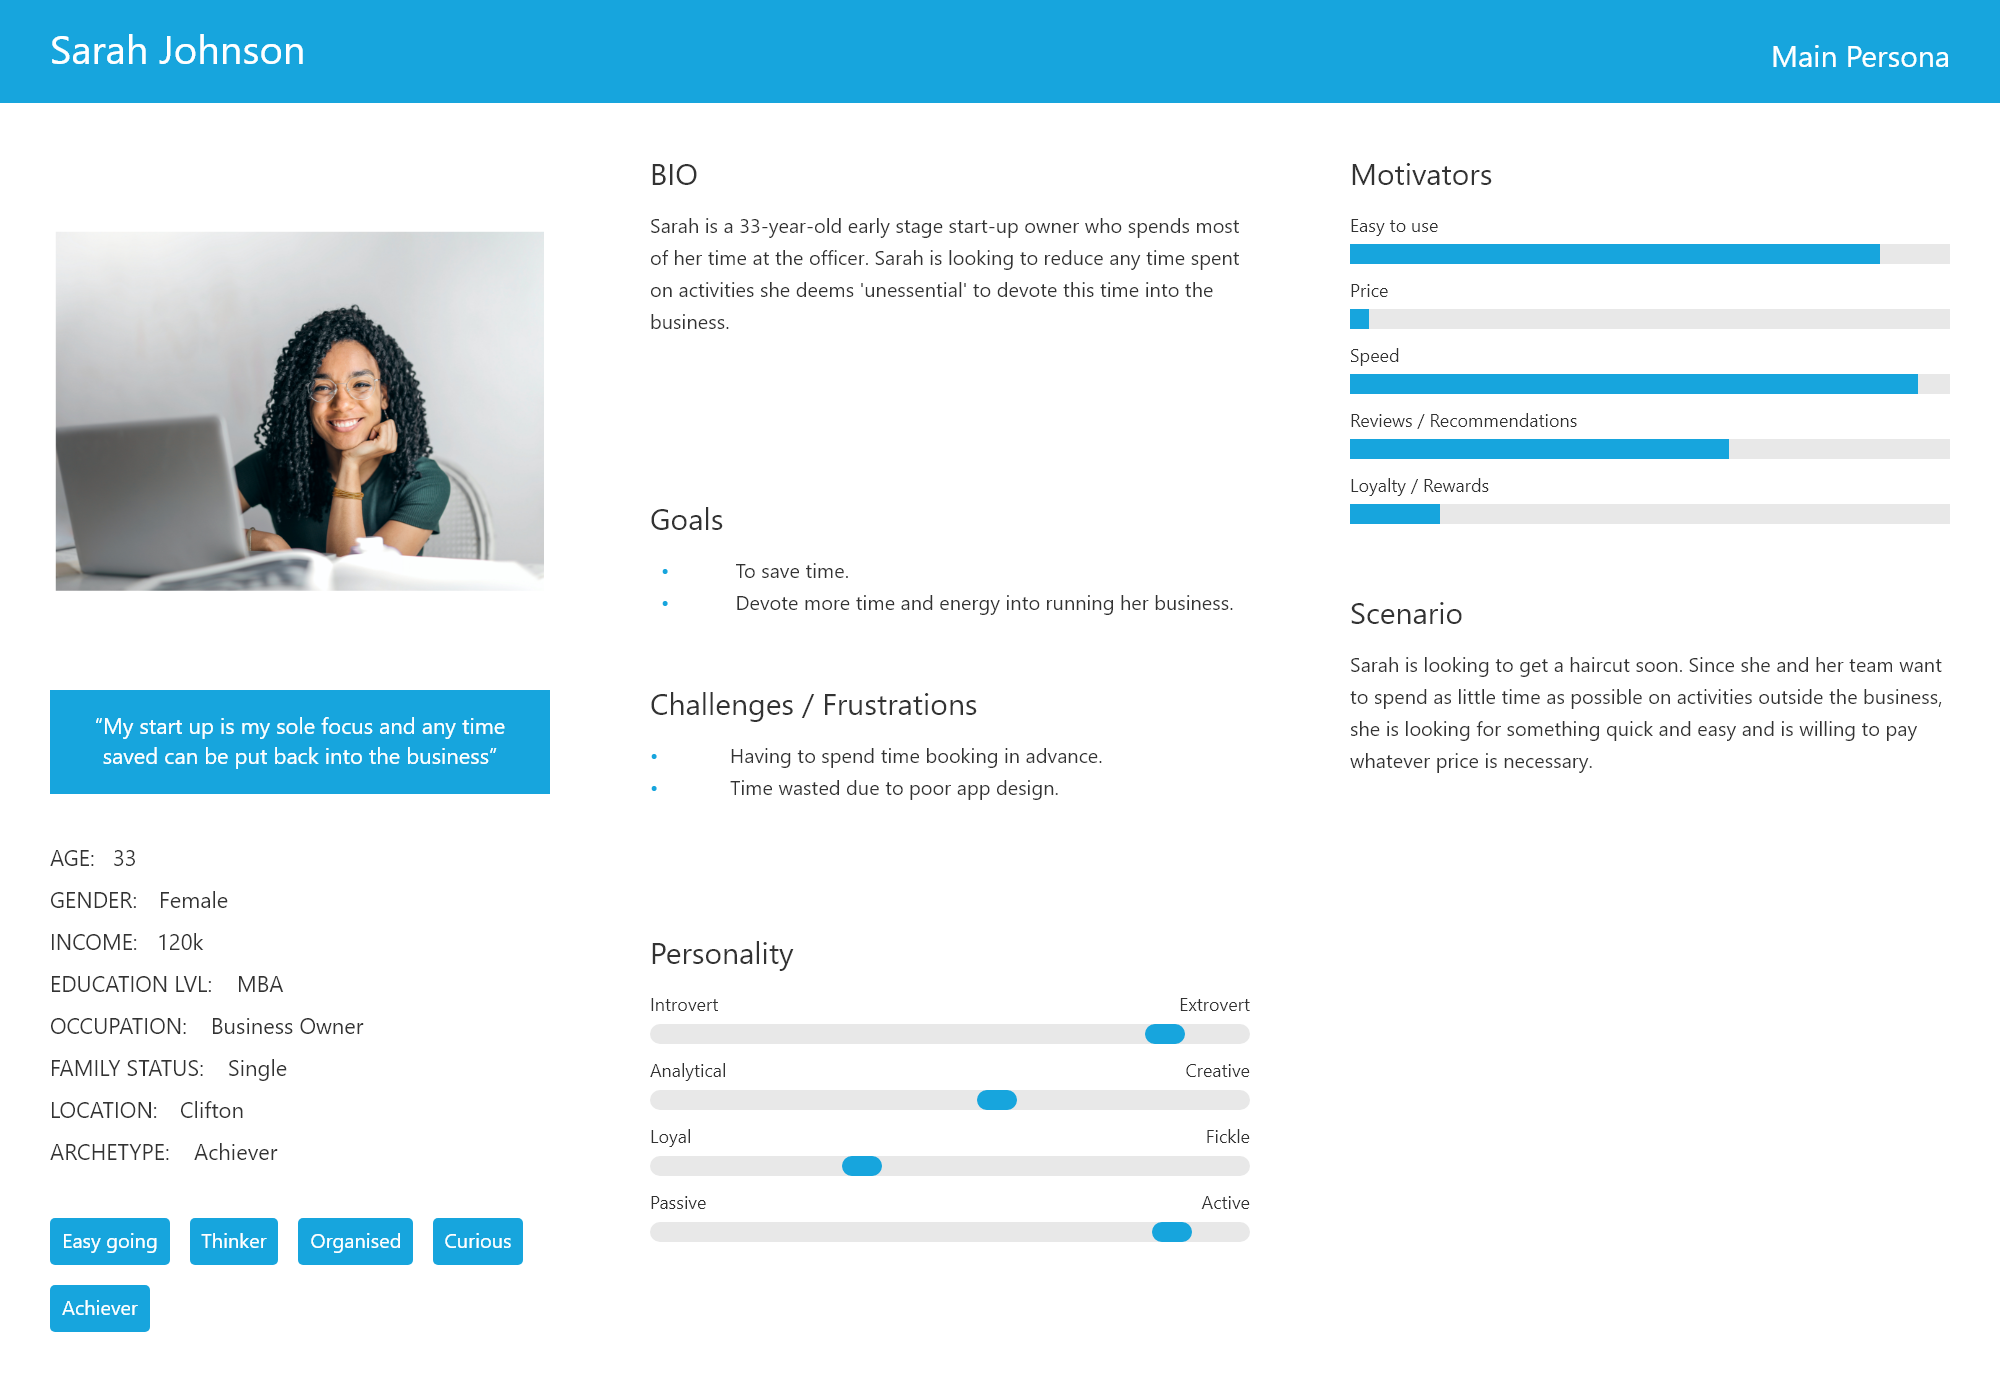 Sarah Johnson
Main Persona
“My start up is my sole focus and any time
saved can be put back into the business”
AGE: 33
GENDER: Female
INCOME: 120k
EDUCATION LVL: MBA
OCCUPATION: Business Owner
FAMILY STATUS: Single
LOCATION: Clifton
ARCHETYPE: Achiever
Easy going Thinker Organised Curious
Achiever
BIO
Sarah is a 33-year-old early stage start-up owner who spends most
of her time at the officer. Sarah is looking to reduce any time spent
on activities she deems 'unessential' to devote this time into the
business.
Goals
• To save time.
• Devote more time and energy into running her business.
Challenges / Frustrations
• Having to spend time booking in advance.
• Time wasted due to poor app design.
Personality
Introvert Extrovert
Analytical Creative
Loyal Fickle
Passive Active
Motivators
Easy to use
Price
Speed
Reviews / Recommendations
Loyalty / Rewards
Scenario
Sarah is looking to get a haircut soon. Since she and her team want
to spend as little time as possible on activities outside the business,
she is looking for something quick and easy and is willing to pay
whatever price is necessary.